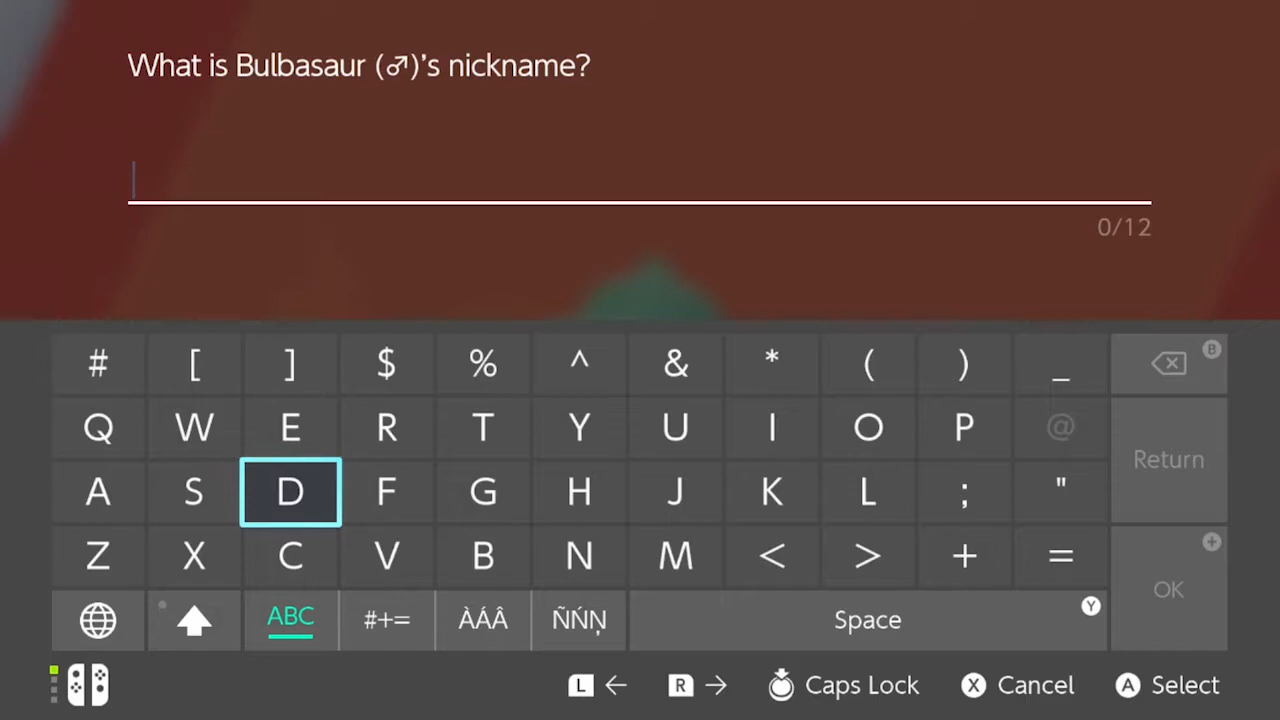 What is Bulbasaur (♂)'s nickname?
0/12
# [ ] $ % ^ & * ( ) _ B
Q W E R T Y U I O P @ Return
A S D F G H J K L ; "
Z X C V B N M < > + = OK +
ABC #+= ÀÁÂ ÑŃŅ Space Y
L ← R → Caps Lock X Cancel A Select